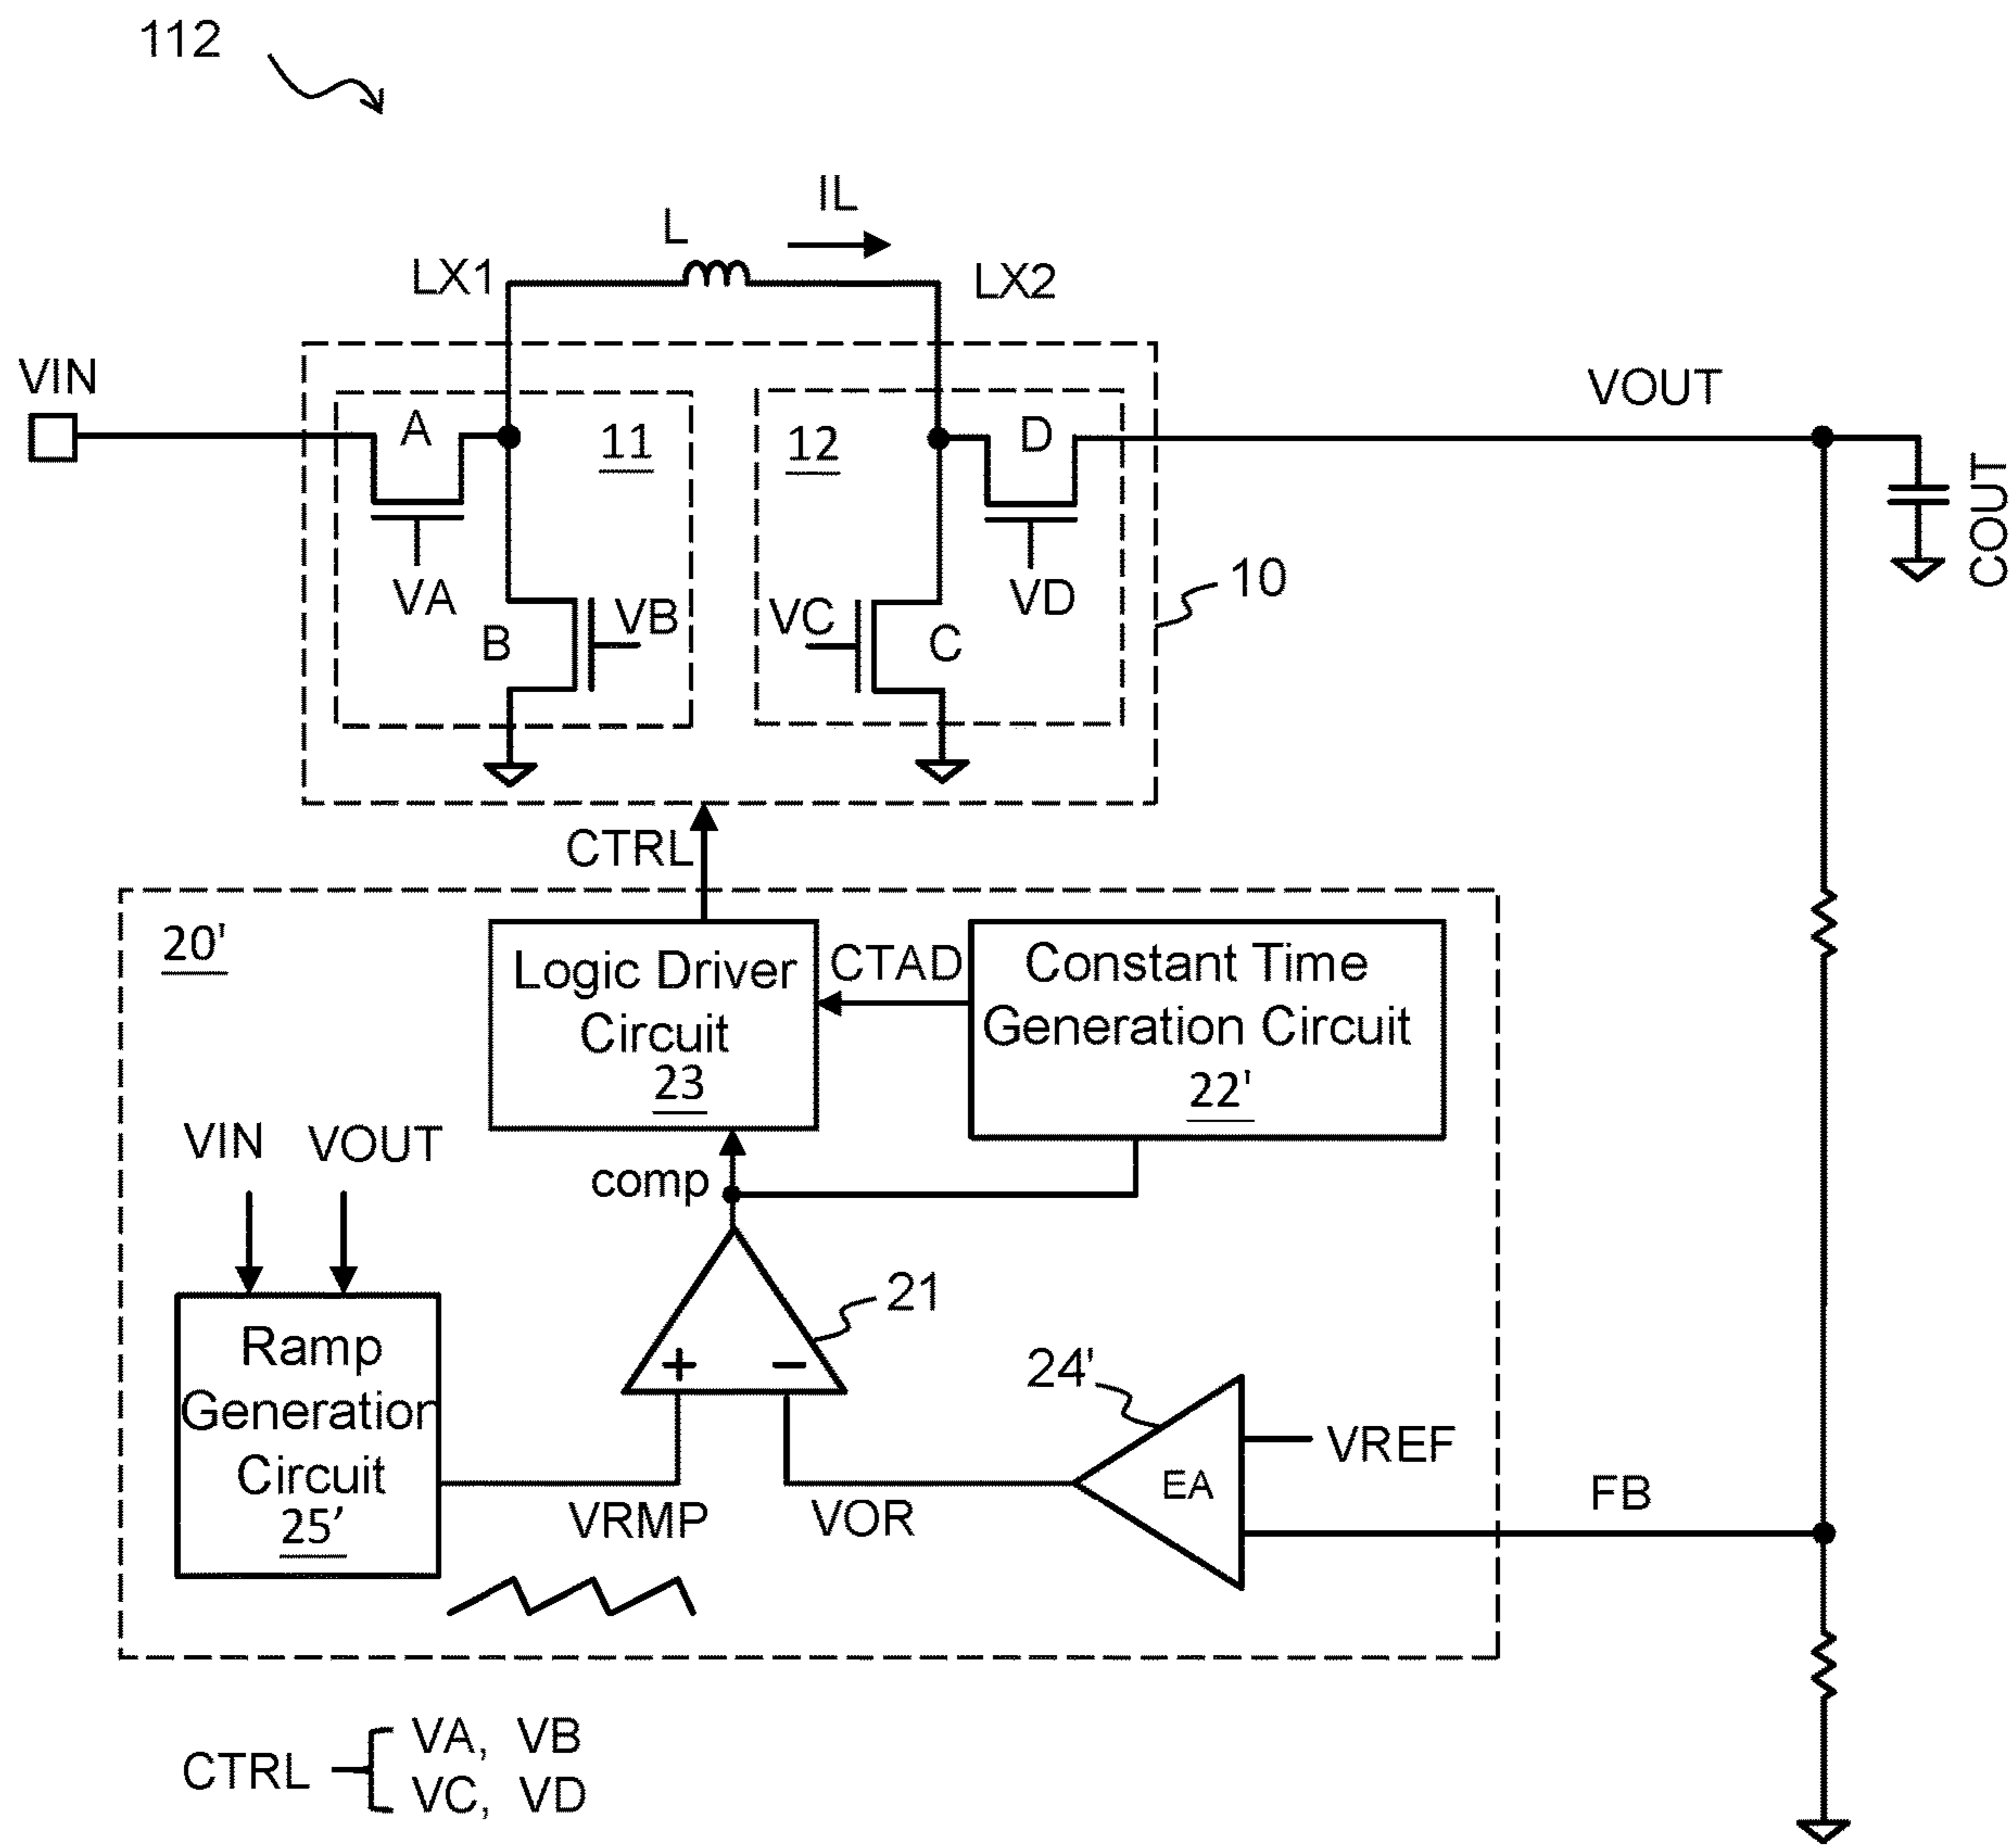 112
IL
L
LX1
LX2
VIN
VOUT
A
11
12
D
COUT
VA
VB
VC
VD
10
B
C
CTRL
20'
Logic Driver
Circuit
23
CTAD
Constant Time
Generation Circuit
22'
VIN
VOUT
comp
21
Ramp
Generation
Circuit
25’
+
−
24'
VREF
EA
FB
VRMP
VOR
CTRL
VA, VB
VC, VD